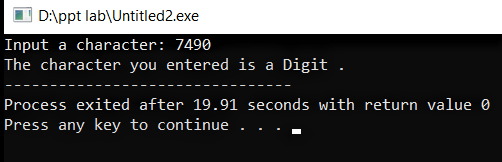 D:\ppt lab\Untitled2.exe
Input a character: 7490
The character you entered is a Digit .
--------------------------------
Process exited after 19.91 seconds with return value 0
Press any key to continue . . .